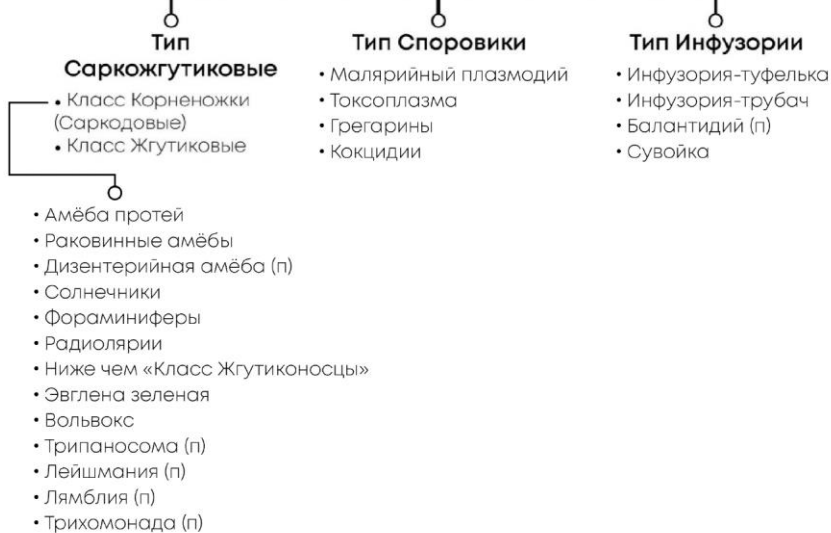 Тип
Саркожгутиковые
• Класс Корненожки
(Саркодовые)
• Класс Жгутиковые
Тип Споровики
• Малярийный плазмодий
• Токсоплазма
• Грегарины
• Кокцидии
Тип Инфузории
• Инфузория-туфелька
• Инфузория-трубач
• Балантидий (п)
• Сувойка
• Амёба протей
• Раковинные амёбы
• Дизентерийная амёба (п)
• Солнечники
• Фораминиферы
• Радиолярии
• Ниже чем «Класс Жгутиконосцы»
• Эвглена зеленая
• Вольвокс
• Трипаносома (п)
• Лейшмания (п)
• Лямблия (п)
• Трихомонада (п)